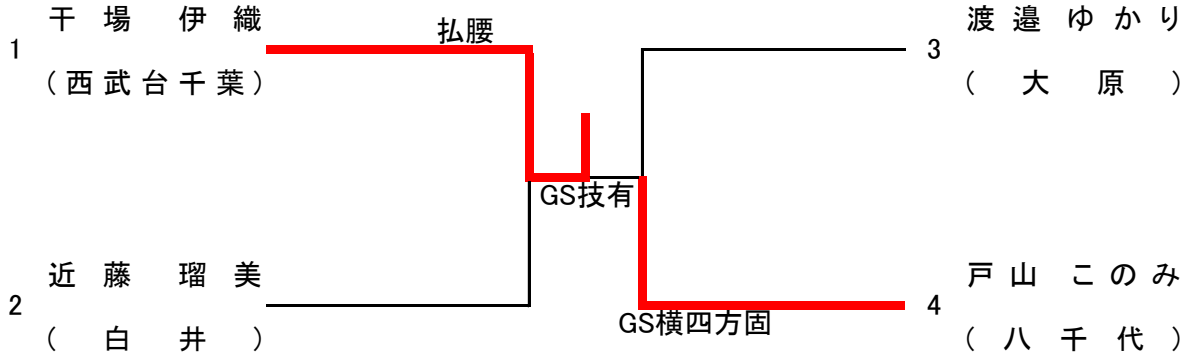 干場 伊織
1
(西武台千葉)
払腰
近藤 瑠美
2
(白井)
GS技有
渡邉ゆかり
3
(大原)
戸山 このみ
4
(八千代)
GS横四方固